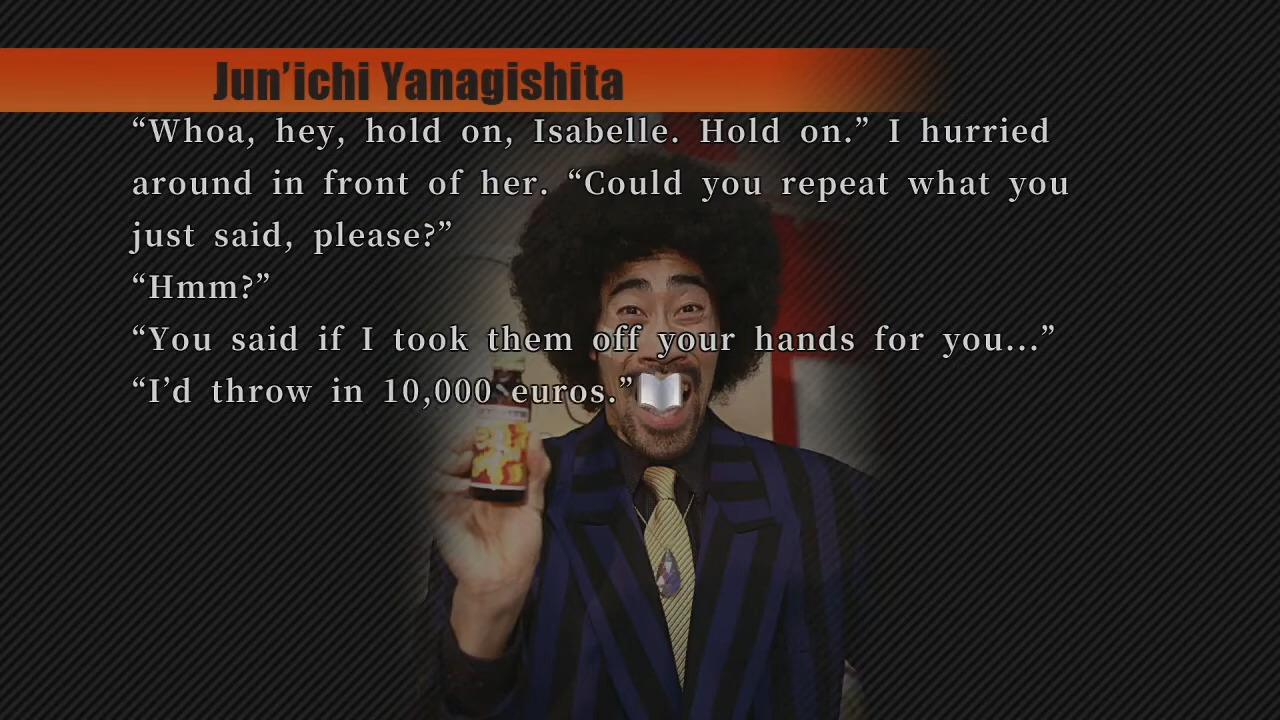 Jun’ichi Yanagishita
“Whoa, hey, hold on, Isabelle. Hold on.” I hurried
around in front of her. “Could you repeat what you
just said, please?”
“Hmm?”
“You said if I took them off your hands for you...”
“I’d throw in 10,000 euros.”